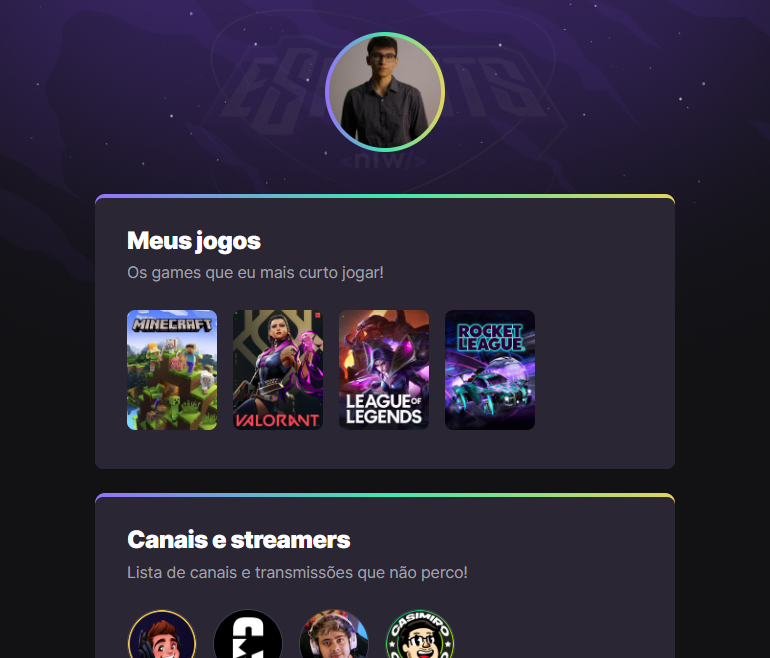 ESPORTS
<nlw/>
Meus jogos
Os games que eu mais curto jogar!
MINECRAFT
VALORANT
LEAGUE OF
LEGENDS
ROCKET
LEAGUE
Canais e streamers
Lista de canais e transmissões que não perco!
CASIMIRO